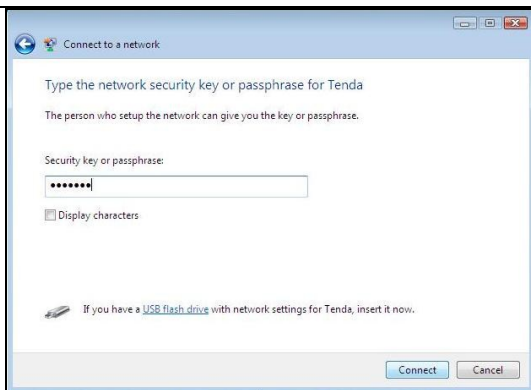 Connect to a network
Type the network security key or passphrase for Tenda
The person who setup the network can give you the key or passphrase.
Security key or passphrase:
•••••••
Display characters
If you have a USB flash drive with network settings for Tenda, insert it now.
Connect Cancel